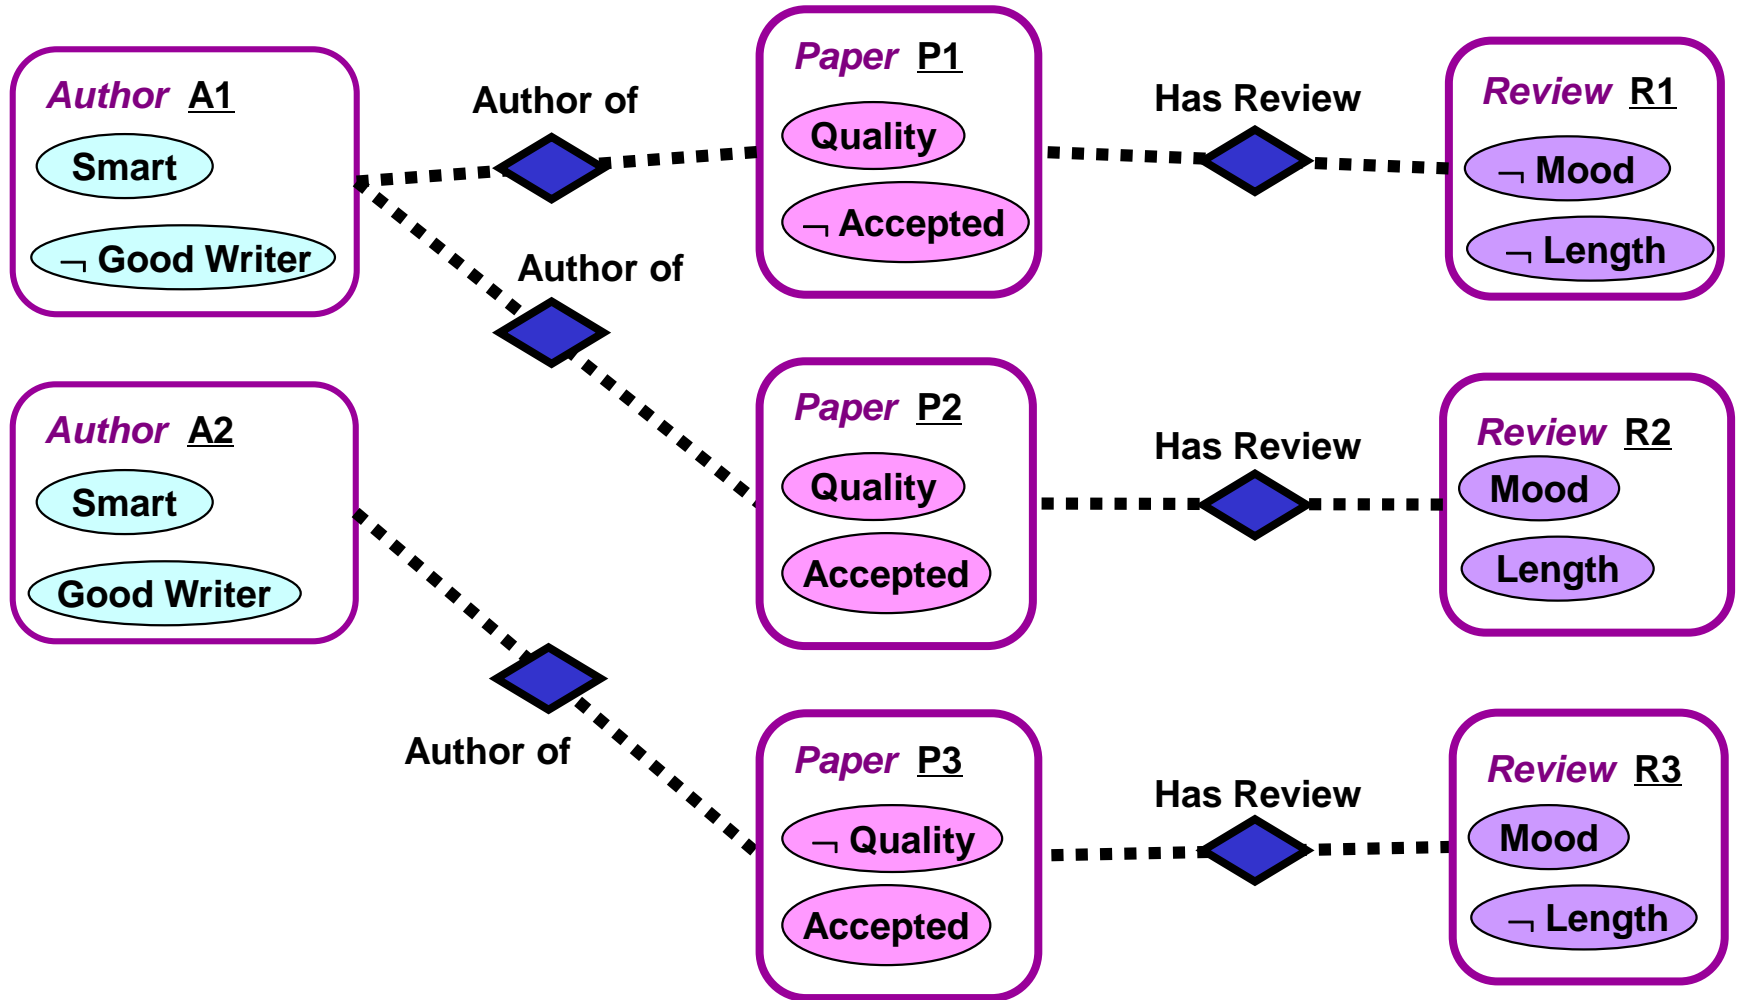 Author A1
Smart
¬ Good Writer
Author of
Author of
Paper P1
Quality
¬ Accepted
Has Review
Review R1
¬ Mood
¬ Length
Author A2
Smart
Good Writer
Author of
Paper P2
Quality
Accepted
Has Review
Review R2
Mood
Length
Paper P3
¬ Quality
Accepted
Has Review
Review R3
Mood
¬ Length